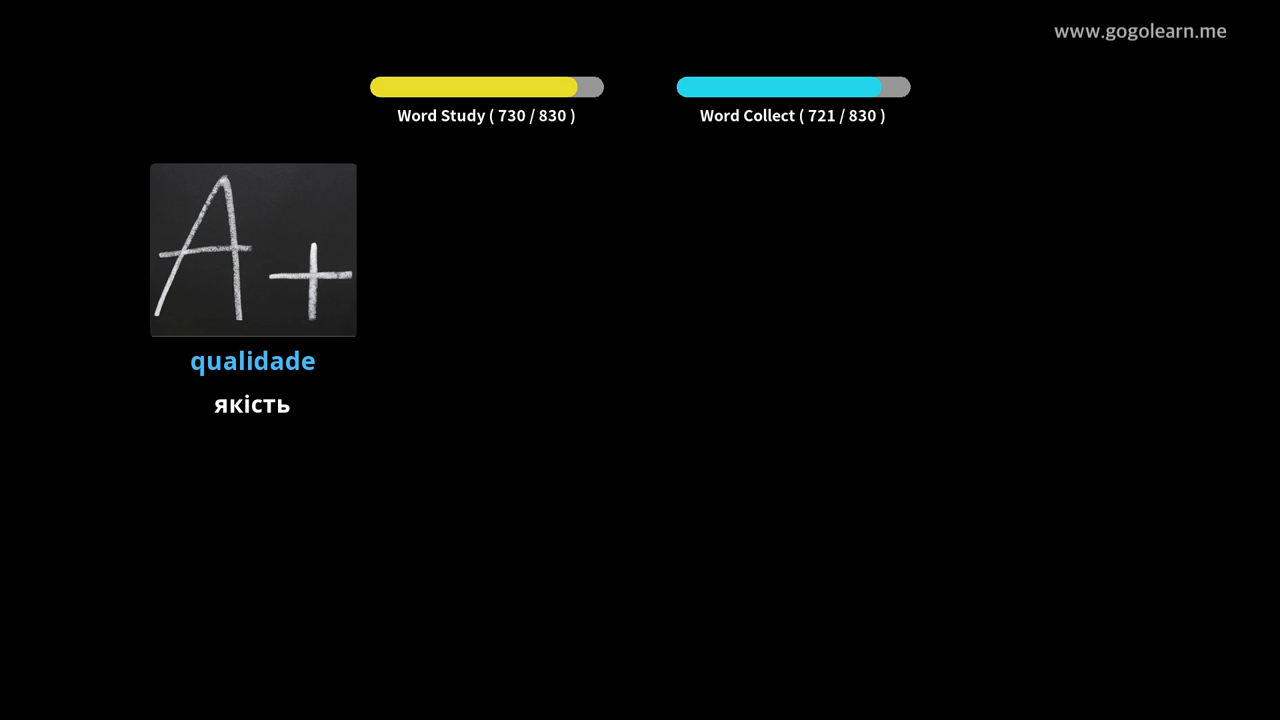 www.gogolearn.me
Word Study ( 730 / 830 )
Word Collect ( 721 / 830 )
A+
qualidade
якість